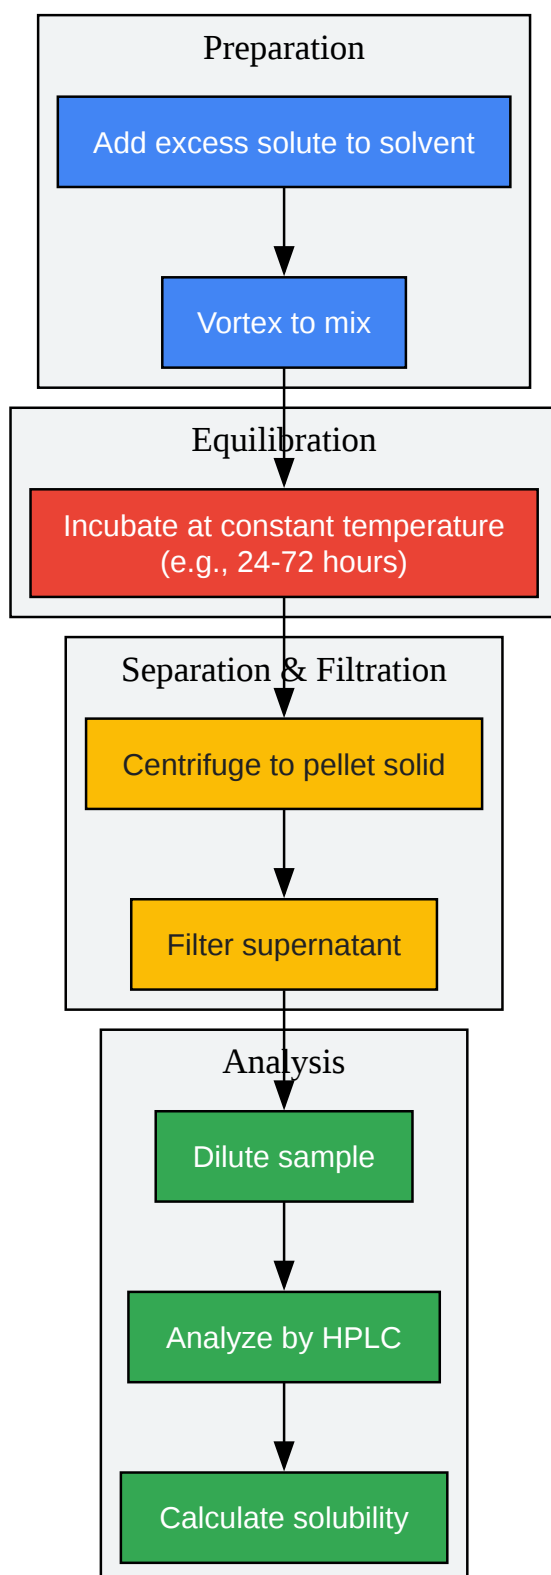 Preparation
Add excess solute to solvent
Vortex to mix
Equilibration
Incubate at constant temperature
(e.g., 24-72 hours)
Separation & Filtration
Centrifuge to pellet solid
Filter supernatant
Analysis
Dilute sample
Analyze by HPLC
Calculate solubility